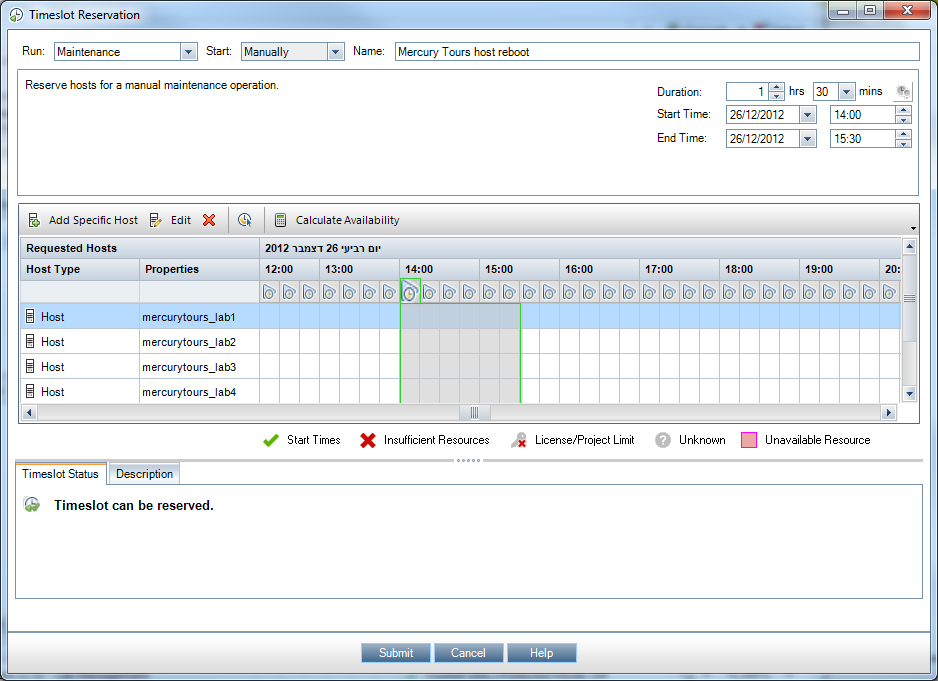 Timeslot Reservation
Run: Maintenance Start: Manually Name: Mercury Tours host reboot
Reserve hosts for a manual maintenance operation.
Duration: 1 hrs 30 mins
Start Time: 26/12/2012 14:00
End Time: 26/12/2012 15:30
Add Specific Host Edit Calculate Availability
Requested Hosts יום רביעי 26 דצמבר 2012
Host Type Properties 12:00 13:00 14:00 15:00 16:00 17:00 18:00 19:00 20:
Host mercurytours_lab1
Host mercurytours_lab2
Host mercurytours_lab3
Host mercurytours_lab4
Start Times Insufficient Resources License/Project Limit ? Unknown Unavailable Resource
Timeslot Status Description
Timeslot can be reserved.
Submit Cancel Help